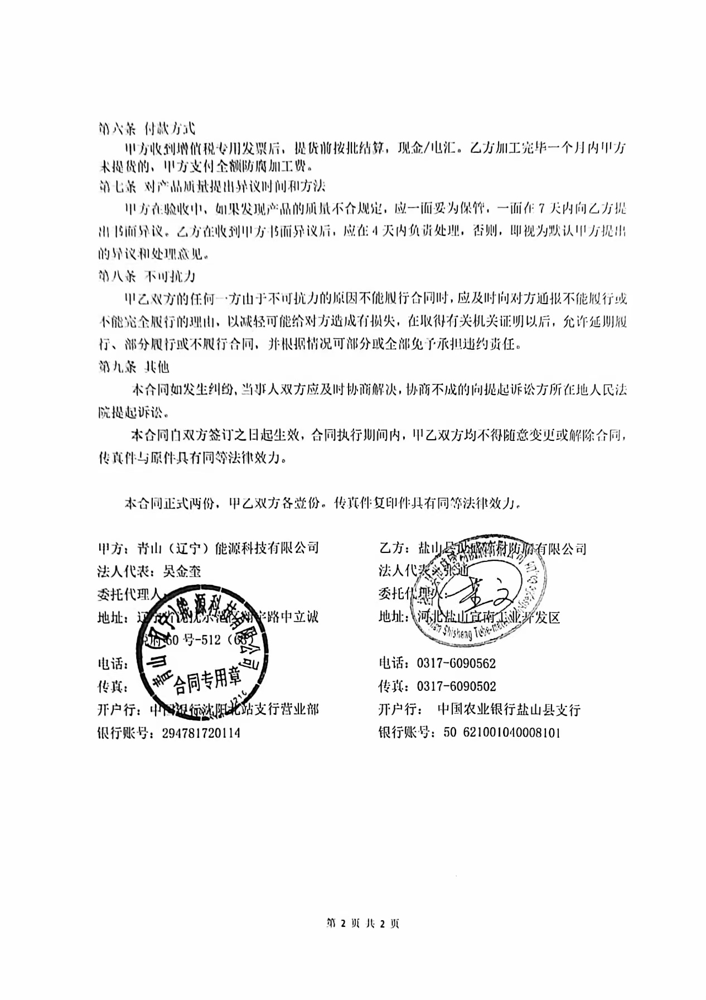 第六条 付款方式
甲方收到增值税专用发票后，提货前按批结算，现金/电汇。乙方加工完毕一个月内甲方
未提货的，甲方支付全额防腐加工费。
第七条 对产品质量提出异议时间和方法
甲方在验收中，如果发现产品的质量不合规定，应一面妥为保管，一面在 7 天内向乙方提
出书面异议。乙方在收到甲方书面异议后，应在 4 天内负责处理，否则，即视为默认甲方提出
的异议和处理意见。
第八条 不可抗力
甲乙双方的任何一方由于不可抗力的原因不能履行合同时，应及时向对方通报不能履行或
不能完全履行的理由，以减轻可能给对方造成有损失，在取得有关机关证明以后，允许延期履
行、部分履行或不履行合同，并根据情况可部分或全部免予承担违约责任。
第九条 其他
本合同如发生纠纷，当事人双方应及时协商解决，协商不成的向提起诉讼方所在地人民法
院提起诉讼。
本合同自双方签订之日起生效，合同执行期间内，甲乙双方均不得随意变更或解除合同，
传真件与原件具有同等法律效力。
本合同正式两份，甲乙双方各壹份。传真件复印件具有同等法律效力。
甲方：青山（辽宁）能源科技有限公司
法人代表：吴金奎
委托代理人：
地址：辽宁省沈抚示范区翔宇路中立诚
60 号-512（68）
电话：
传真：
开户行：中国银行沈阳北站支行营业部
银行账号：294781720114
青山(辽宁)能源科技有限公司
合同专用章
乙方：盐山县世盛管材防腐有限公司
法人代表：张迪
委托代理人：
地址：河北盐山宣南工业开发区
电话：0317-6090562
传真：0317-6090502
开户行： 中国农业银行盐山县支行
银行账号：50 621001040008101
Shisheng Tube-material
第 2 页 共 2 页